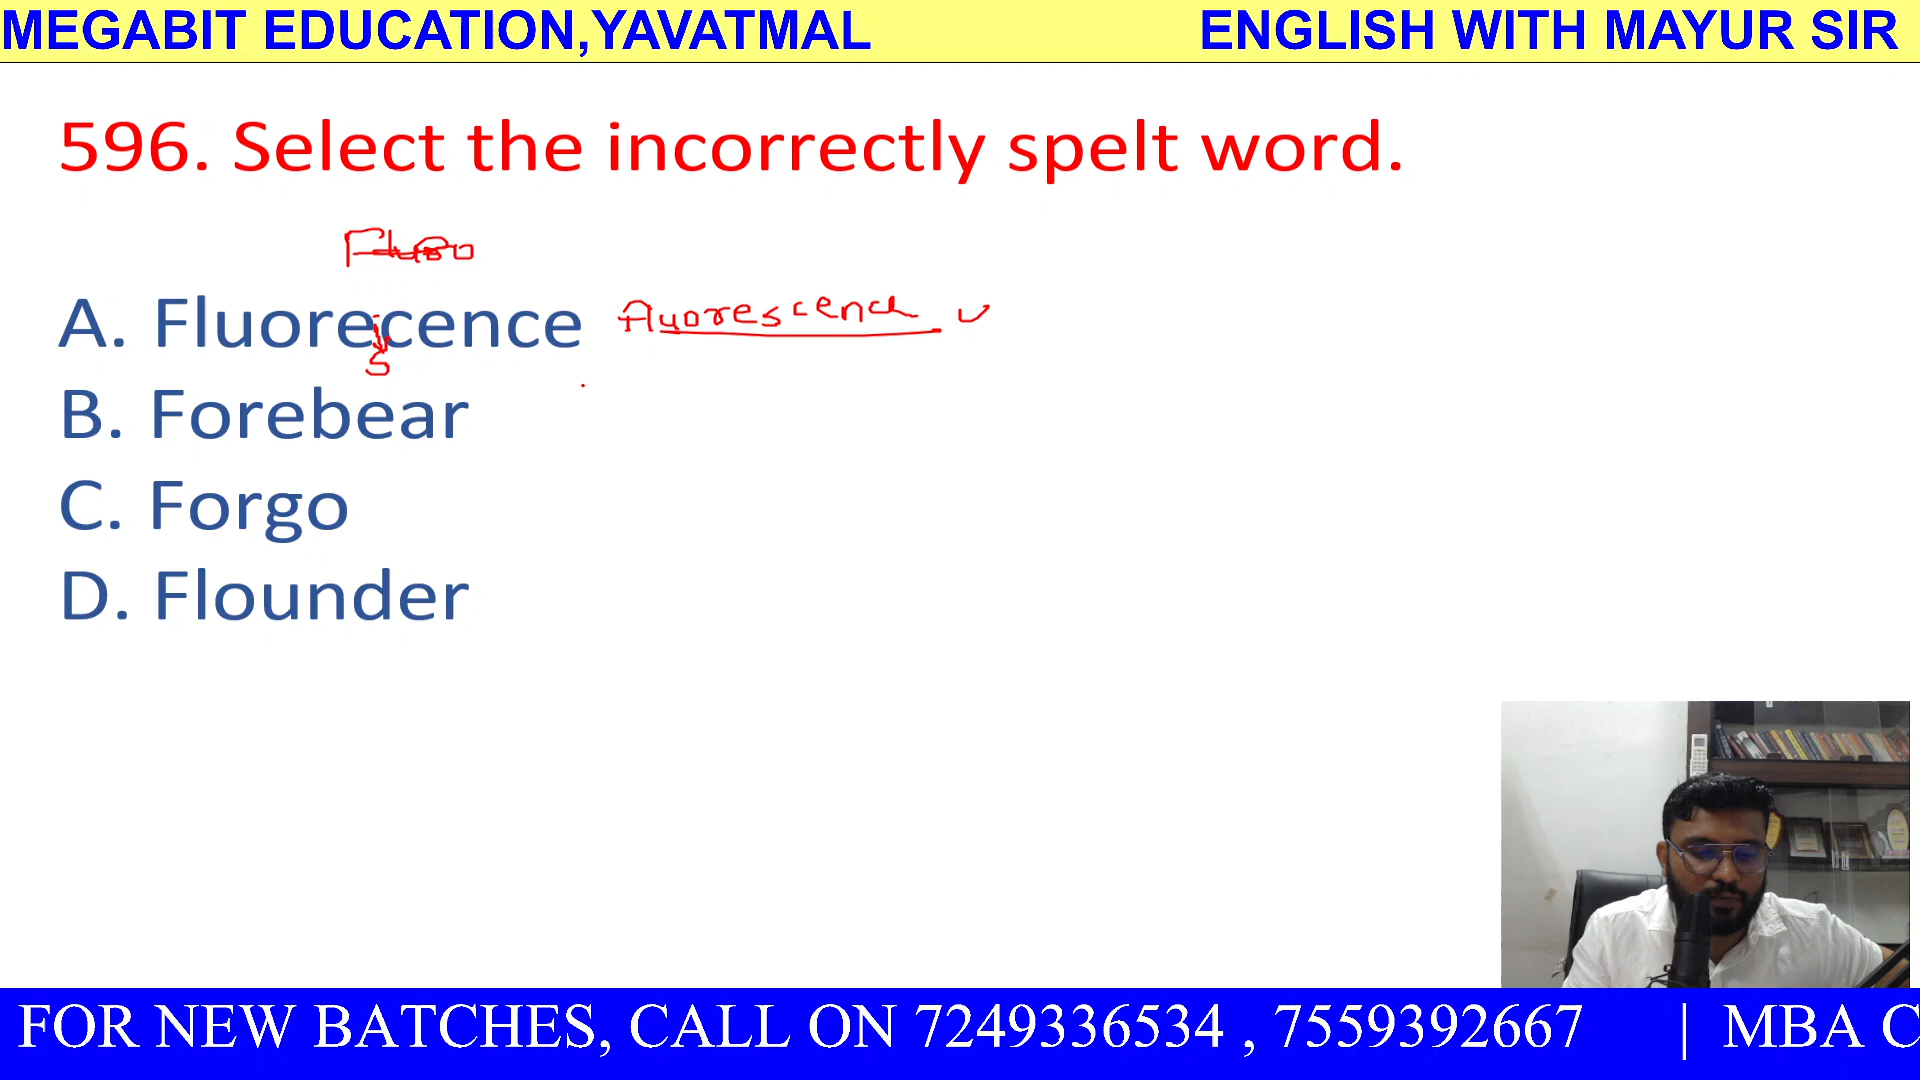 MEGABIT EDUCATION,YAVATMAL ENGLISH WITH MAYUR SIR
596. Select the incorrectly spelt word.
A. Fluorecence fluorescence
s
B. Forebear
C. Forgo
D. Flounder
FOR NEW BATCHES, CALL ON 7249336534 , 7559392667 | MBA C